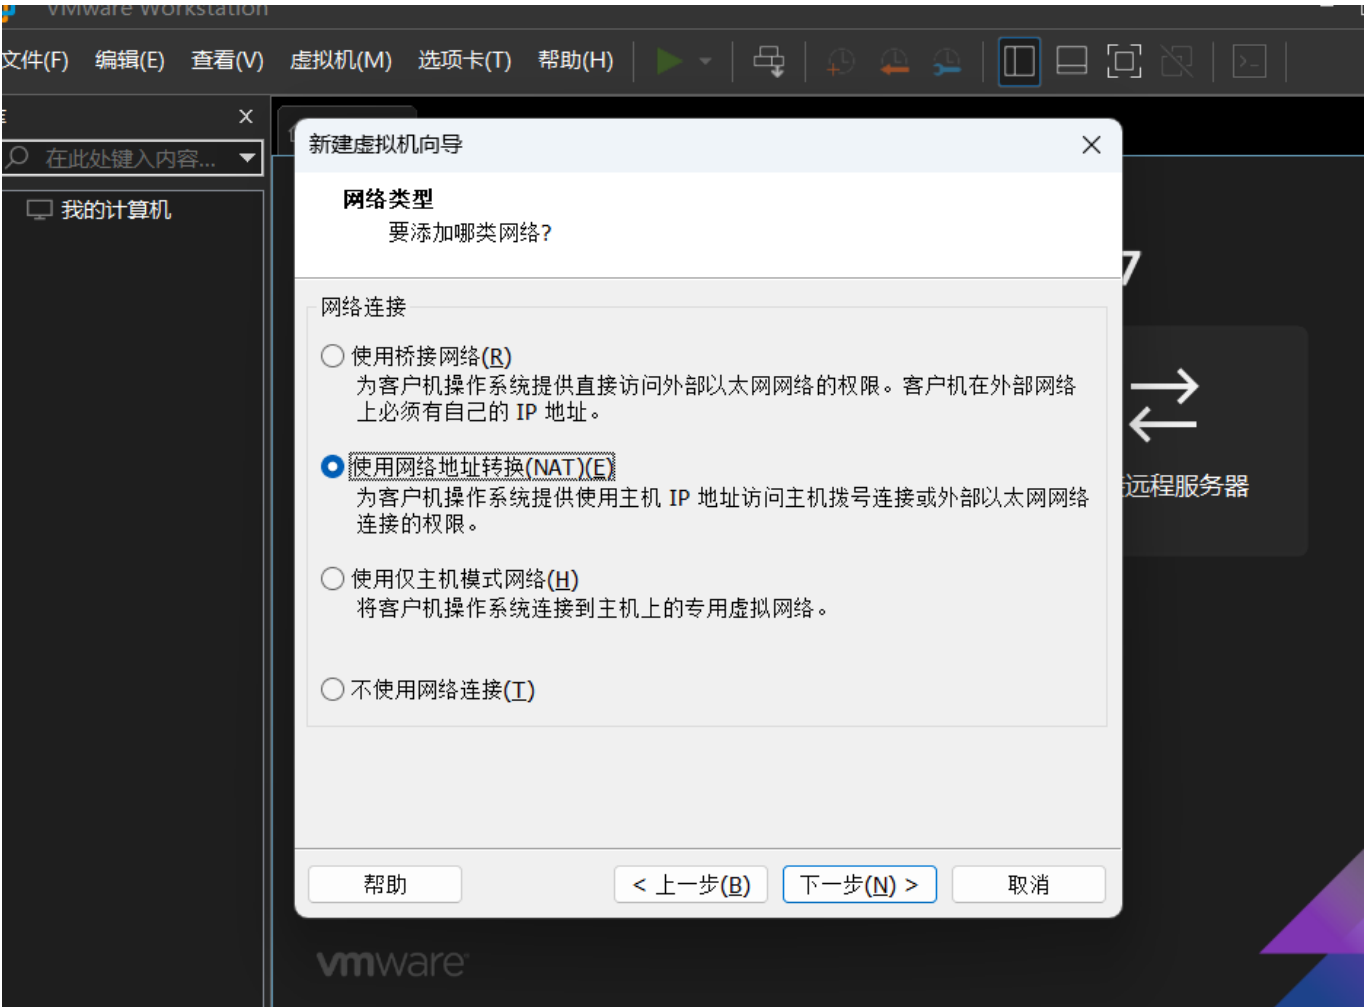 VMware Workstation
文件(F) 编辑(E) 查看(V) 虚拟机(M) 选项卡(T) 帮助(H)
在此处键入内容...
我的计算机
新建虚拟机向导
网络类型
要添加哪类网络?
7
网络连接
使用桥接网络(R)
为客户机操作系统提供直接访问外部以太网网络的权限。客户机在外部网络
上必须有自己的 IP 地址。
使用网络地址转换(NAT)(E)
为客户机操作系统提供使用主机 IP 地址访问主机拨号连接或外部以太网网络
连接的权限。
远程服务器
使用仅主机模式网络(H)
将客户机操作系统连接到主机上的专用虚拟网络。
不使用网络连接(T)
帮助 < 上一步(B) 下一步(N) > 取消
vmware